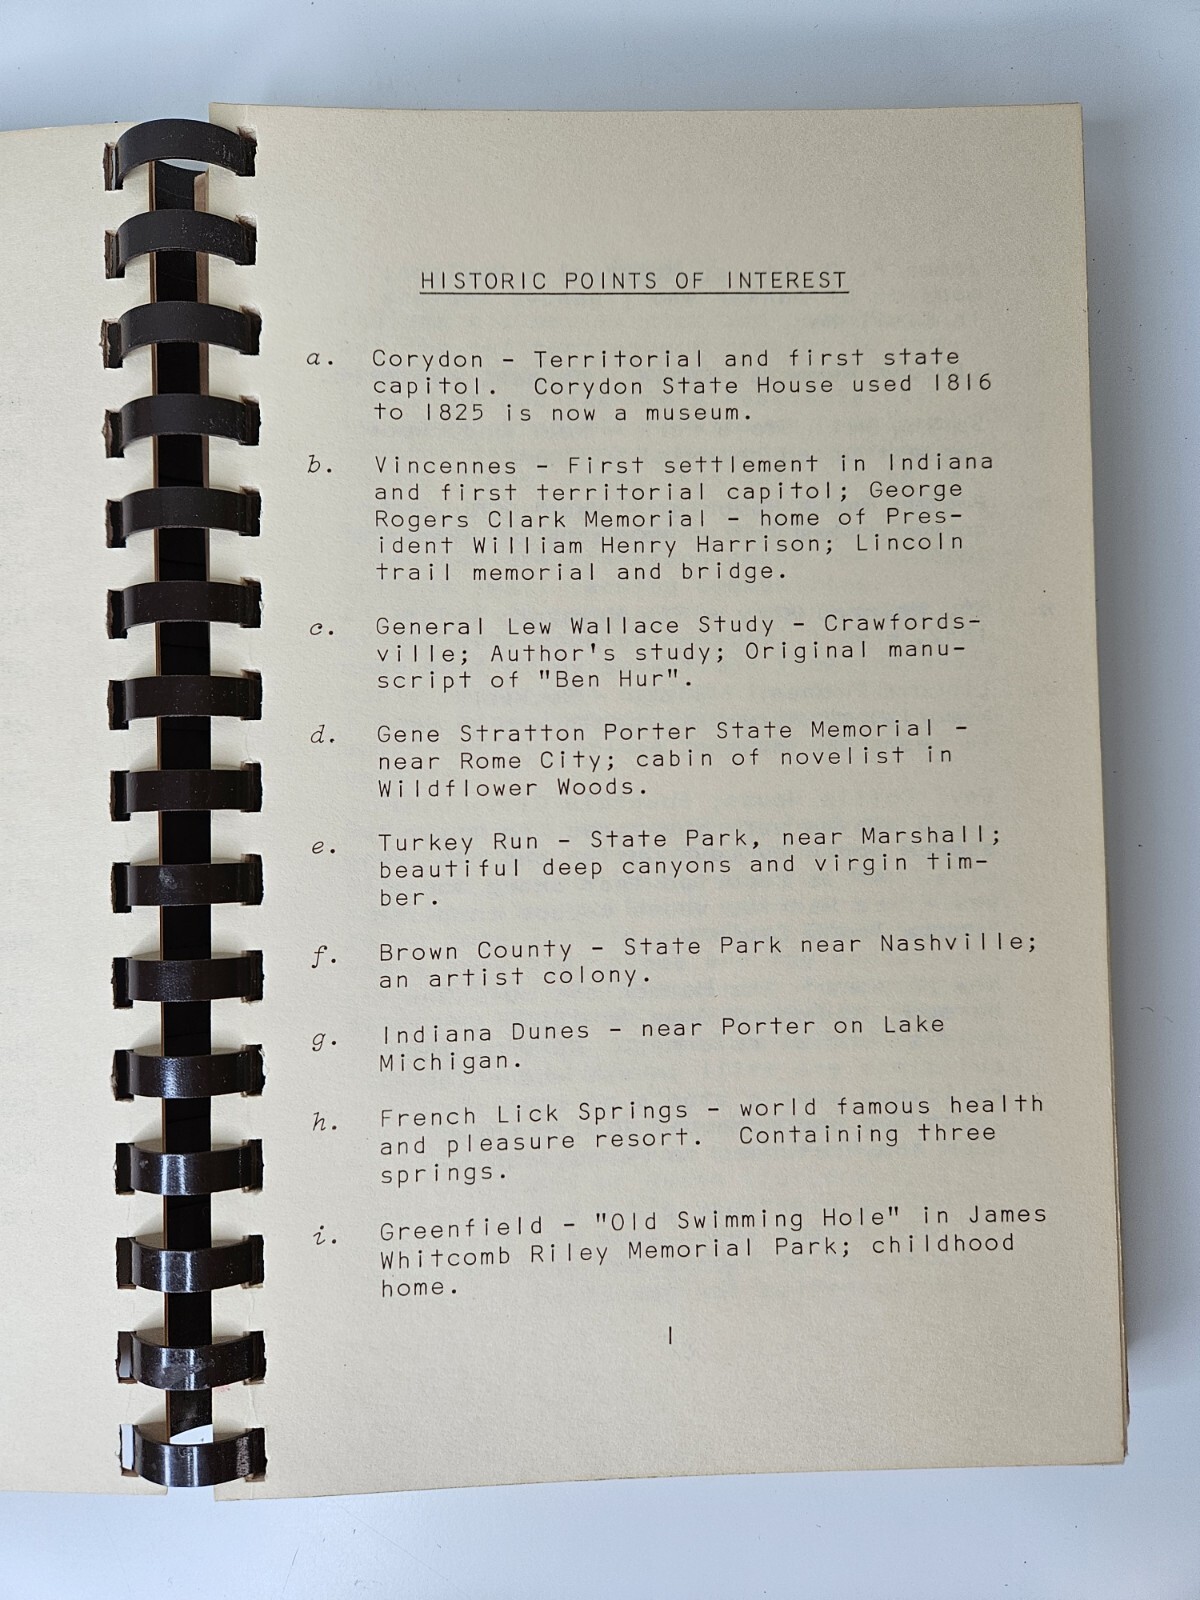 HISTORIC POINTS OF INTEREST
a. Corydon - Territorial and first state
capitol. Corydon State House used 1816
to 1825 is now a museum.
b. Vincennes - First settlement in Indiana
and first territorial capitol; George
Rogers Clark Memorial - home of Pres-
ident William Henry Harrison; Lincoln
trail memorial and bridge.
c. General Lew Wallace Study - Crawfords-
ville; Author's study; Original manu-
script of "Ben Hur".
d. Gene Stratton Porter State Memorial -
near Rome City; cabin of novelist in
Wildflower Woods.
e. Turkey Run - State Park, near Marshall;
beautiful deep canyons and virgin tim-
ber.
f. Brown County - State Park near Nashville;
an artist colony.
g. Indiana Dunes - near Porter on Lake
Michigan.
h. French Lick Springs - world famous health
and pleasure resort. Containing three
springs.
i. Greenfield - "Old Swimming Hole" in James
Whitcomb Riley Memorial Park; childhood
home.
1